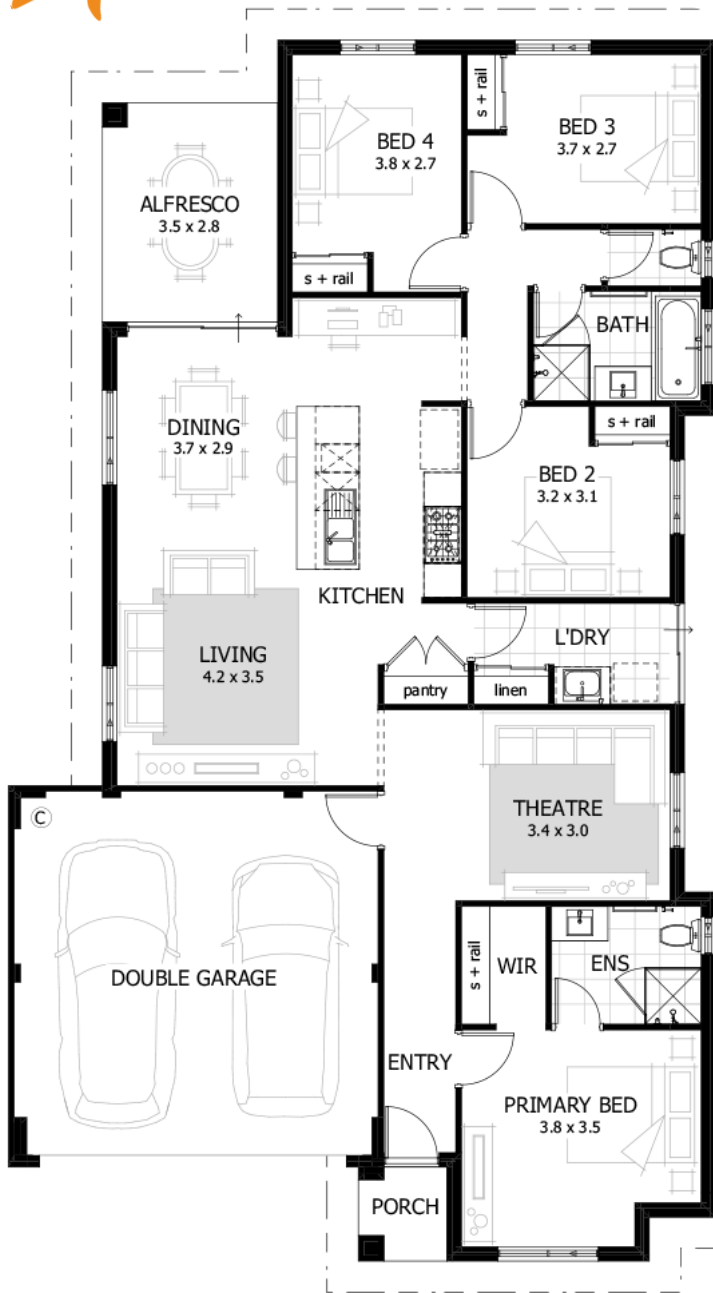 s + rail
BED 4
3.8 x 2.7
BED 3
3.7 x 2.7
ALFRESCO
3.5 x 2.8
s + rail
BATH
DINING
3.7 x 2.9
s + rail
BED 2
3.2 x 3.1
KITCHEN
L'DRY
LIVING
4.2 x 3.5
pantry
linen
THEATRE
3.4 x 3.0
C
DOUBLE GARAGE
s + rail
WIR
ENS
ENTRY
PRIMARY BED
3.8 x 3.5
PORCH